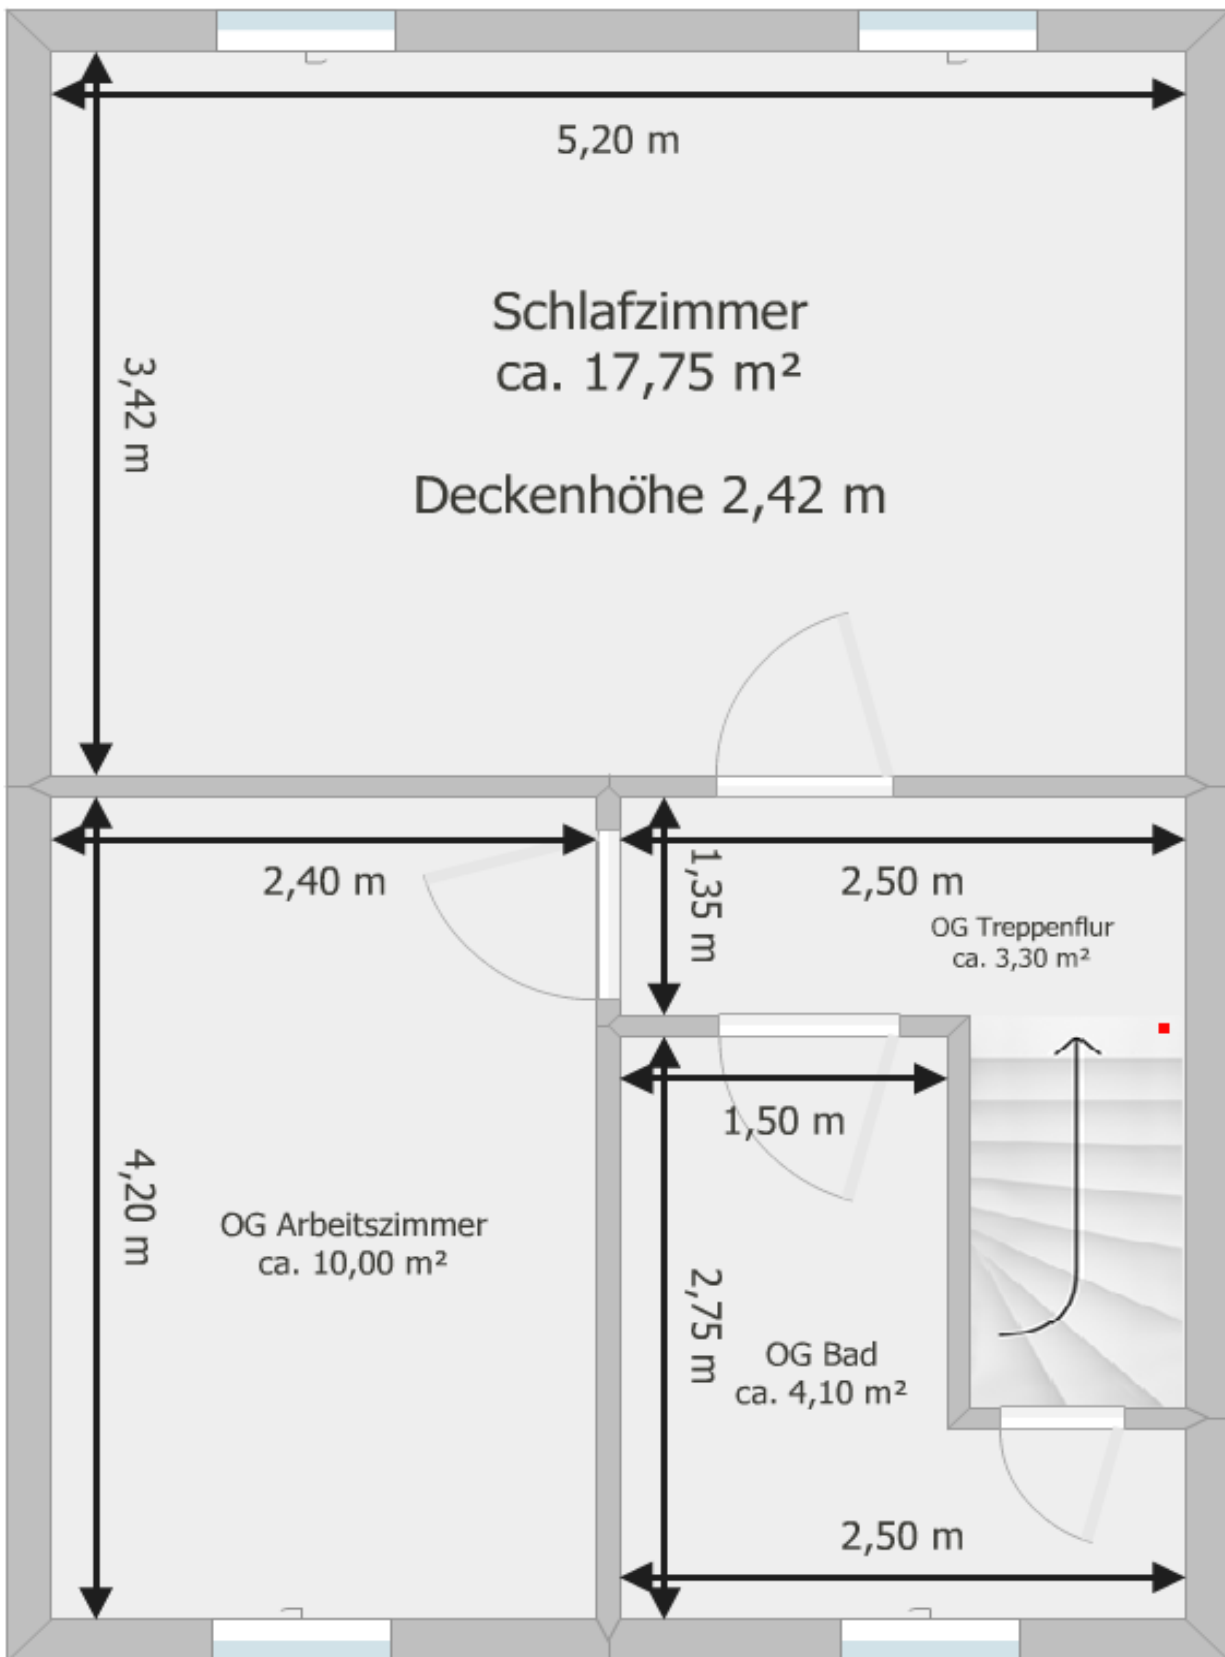 5,20 m
Schlafzimmer
ca. 17,75 m²
3,42 m
Deckenhöhe 2,42 m
2,40 m
1,35 m
2,50 m
OG Treppenflur
ca. 3,30 m²
1,50 m
4,20 m
OG Arbeitszimmer
ca. 10,00 m²
2,75 m
OG Bad
ca. 4,10 m²
2,50 m